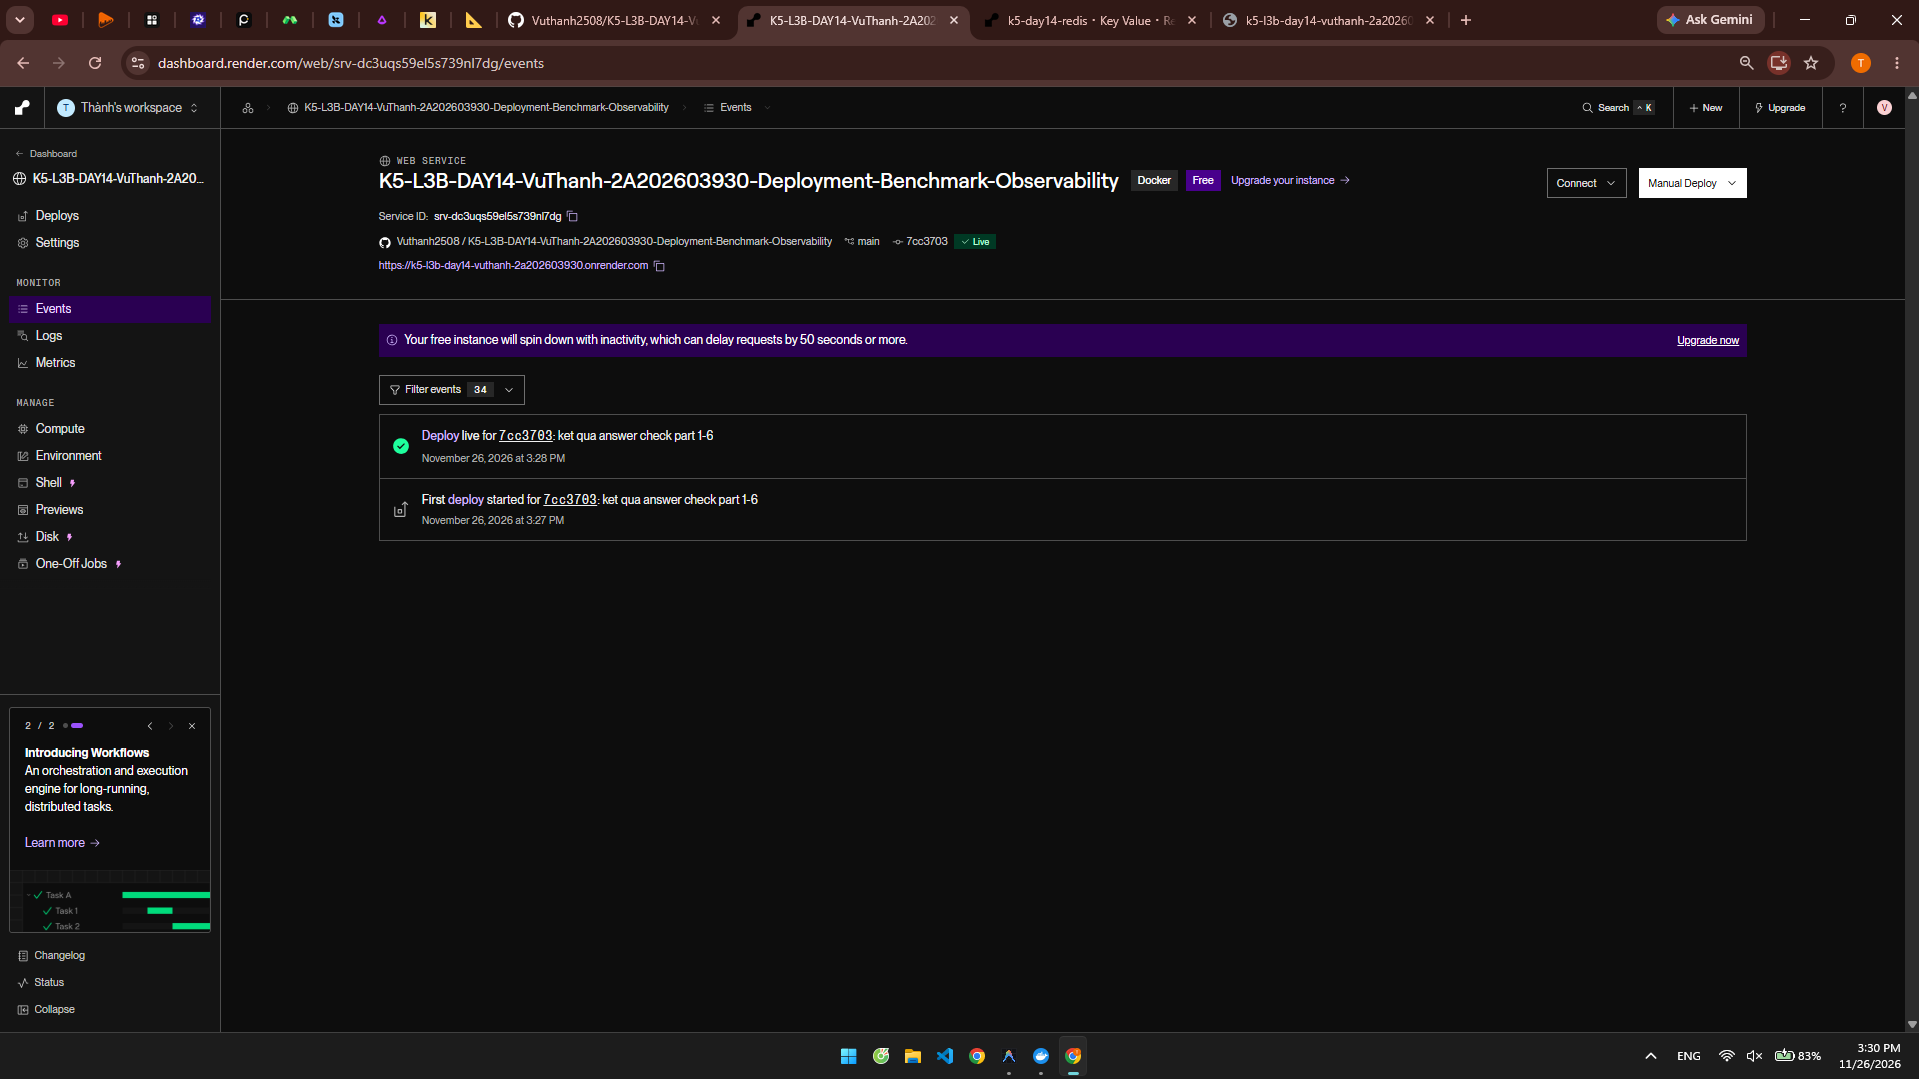 Vuthanh2508/K5-L3B-DAY14-V
K5-L3B-DAY14-VuThanh-2A202
k5-day14-redis · Key Value · Re
k5-l3b-day14-vuthanh-2a20260
Ask Gemini
dashboard.render.com/web/srv-dc3uqs59el5s739nl7dg/events
T
T
Thành's workspace
K5-L3B-DAY14-VuThanh-2A202603930-Deployment-Benchmark-Observability
Events
Search
K
New
Upgrade
?
V
Dashboard
K5-L3B-DAY14-VuThanh-2A20...
Deploys
Settings
MONITOR
Events
Logs
Metrics
MANAGE
Compute
Environment
Shell
Previews
Disk
One-Off Jobs
WEB SERVICE
K5-L3B-DAY14-VuThanh-2A202603930-Deployment-Benchmark-Observability
Docker
Free
Upgrade your instance →
Connect
Manual Deploy
Service ID: srv-dc3uqs59el5s739nl7dg
Vuthanh2508 / K5-L3B-DAY14-VuThanh-2A202603930-Deployment-Benchmark-Observability
main
7cc3703
Live
https://k5-l3b-day14-vuthanh-2a202603930.onrender.com
Your free instance will spin down with inactivity, which can delay requests by 50 seconds or more.
Upgrade now
Filter events 34
Deploy live for 7cc3703: ket qua answer check part 1-6
November 26, 2026 at 3:28 PM
First deploy started for 7cc3703: ket qua answer check part 1-6
November 26, 2026 at 3:27 PM
2 / 2
Introducing Workflows
An orchestration and execution
engine for long-running,
distributed tasks.
Learn more →
Task A
Task 1
Task 2
Changelog
Status
Collapse
ENG
83%
3:30 PM
11/26/2026